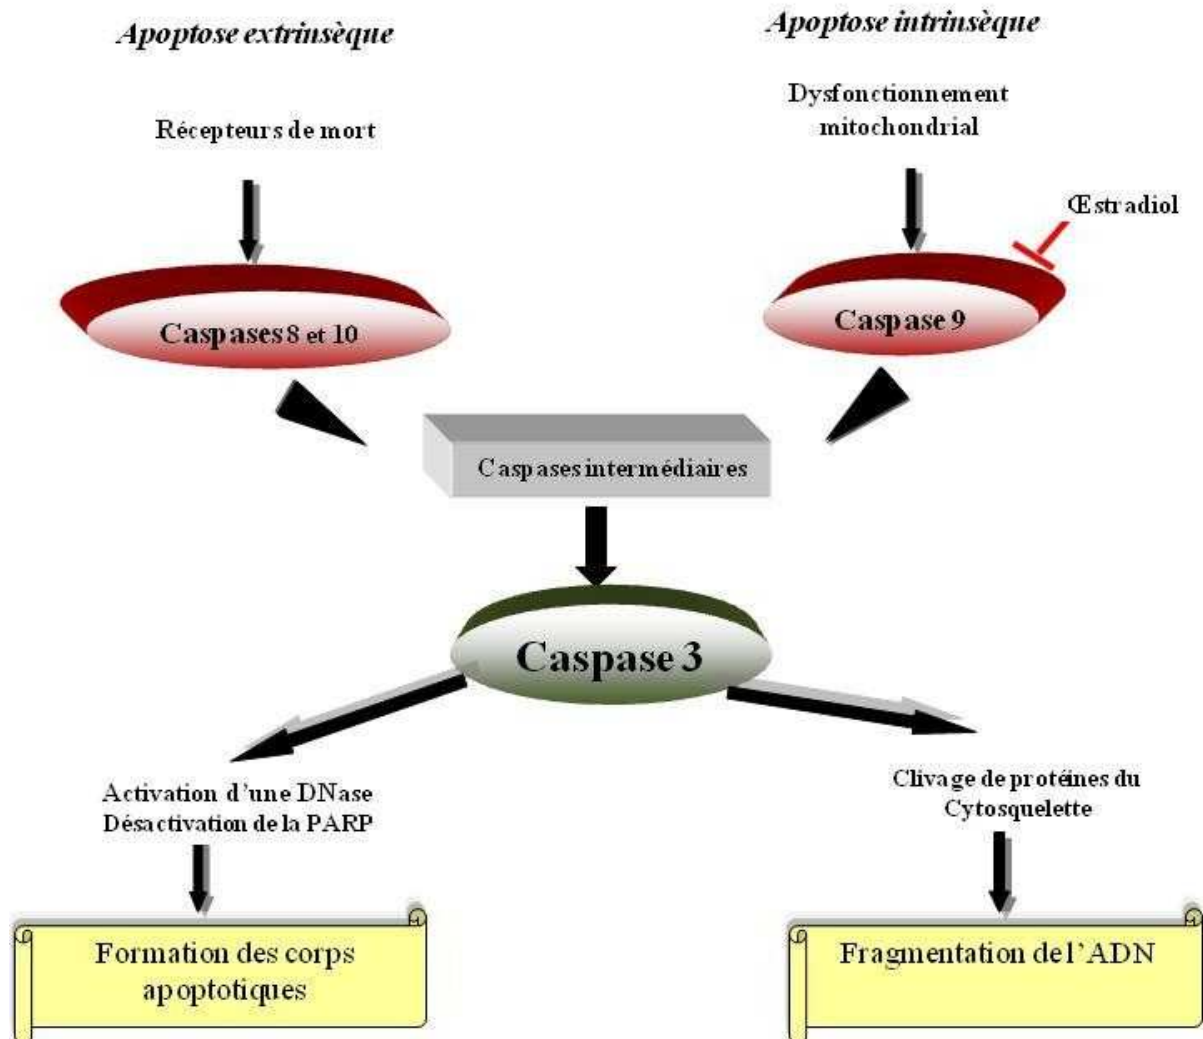 Apoptose extrinsèque
Apoptose intrinsèque
Récepteurs de mort
Dysfonctionnement
mitochondrial
Œstradiol
Caspases 8 et 10
Caspase 9
Caspases intermédiaires
Caspase 3
Activation d'une DNase
Désactivation de la PARP
Clivage de protéines du
Cytosquelette
Formation des corps
apoptotiques
Fragmentation de l'ADN